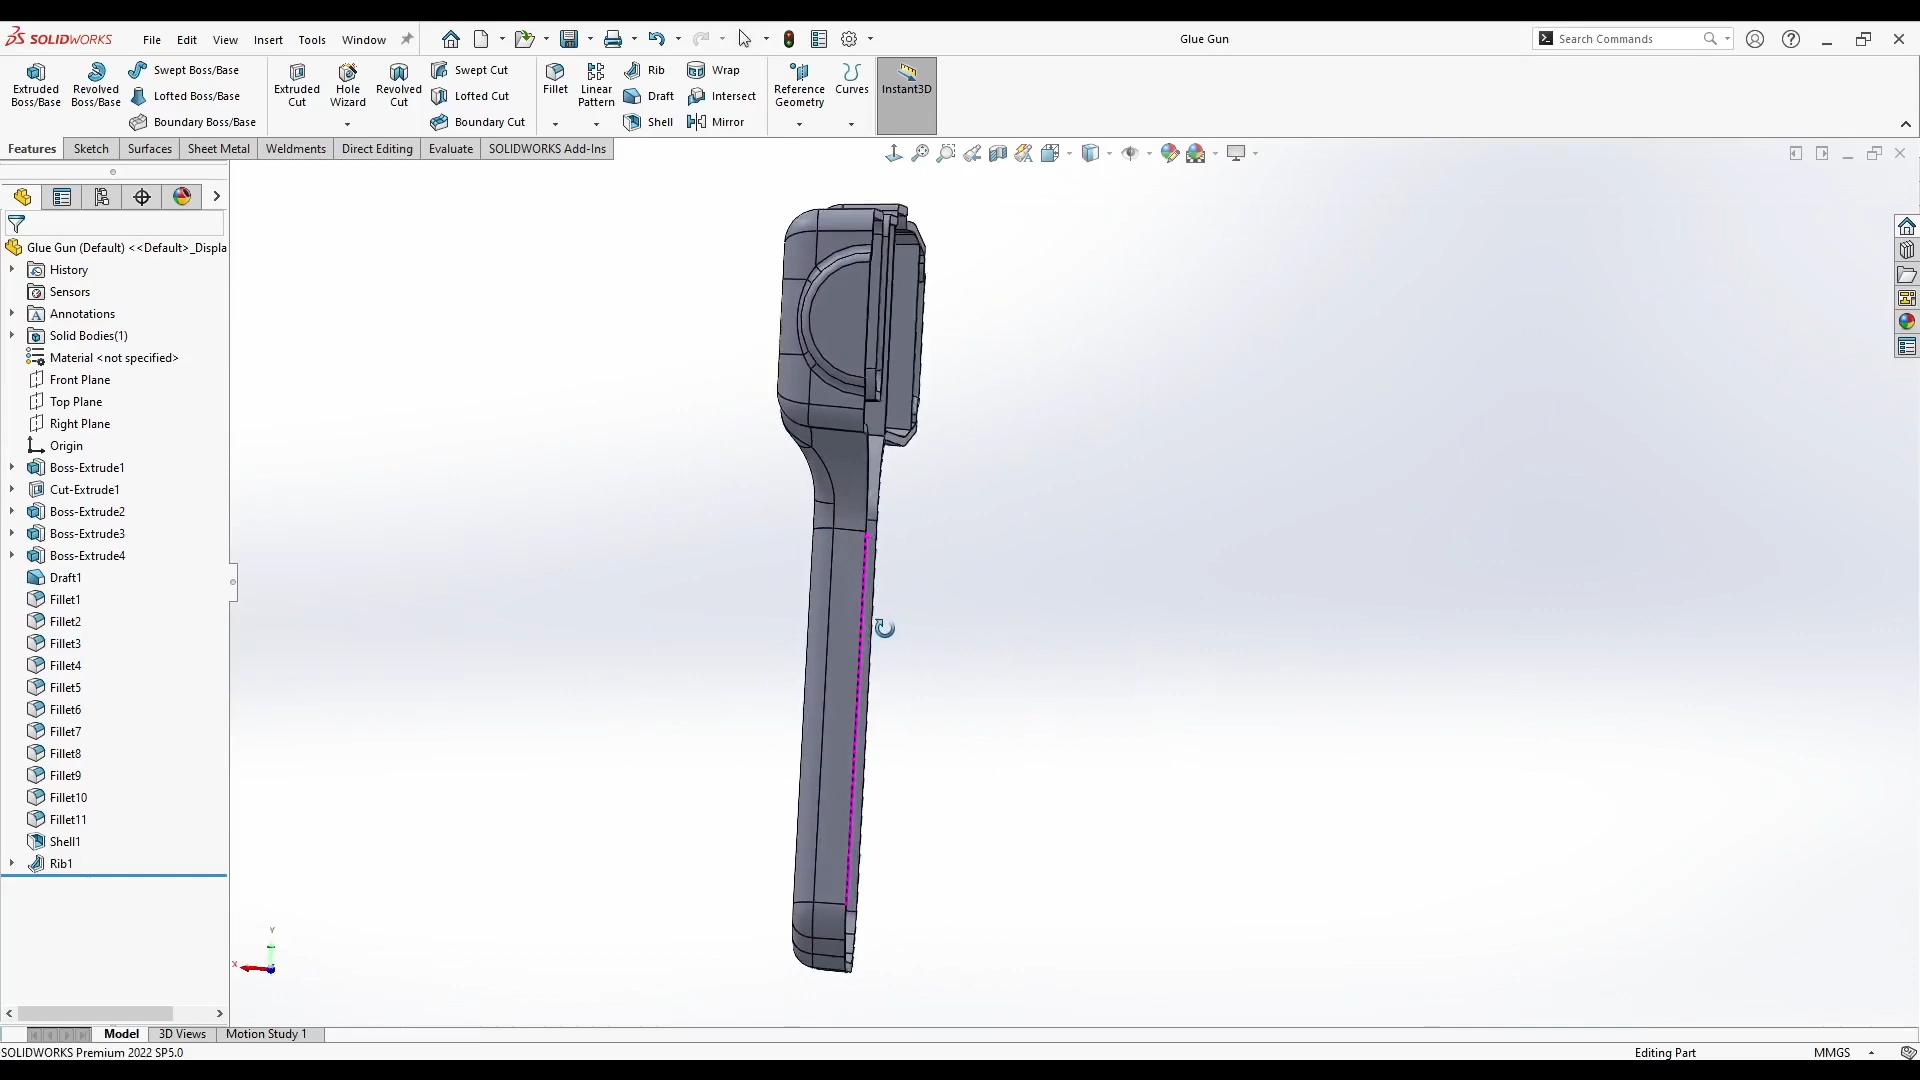 SOLIDWORKS File Edit View Insert Tools Window Glue Gun Search Commands
Extruded Boss/Base
Revolved Boss/Base
Swept Boss/Base
Lofted Boss/Base
Boundary Boss/Base
Extruded Cut
Hole Wizard
Revolved Cut
Swept Cut
Lofted Cut
Boundary Cut
Fillet
Linear Pattern
Rib
Draft
Shell
Wrap
Intersect
Mirror
Reference Geometry
Curves
Instant3D
Features Sketch Surfaces Sheet Metal Weldments Direct Editing Evaluate SOLIDWORKS Add-Ins
Glue Gun (Default) <<Default>_Displa
History
Sensors
Annotations
Solid Bodies(1)
Material <not specified>
Front Plane
Top Plane
Right Plane
Origin
Boss-Extrude1
Cut-Extrude1
Boss-Extrude2
Boss-Extrude3
Boss-Extrude4
Draft1
Fillet1
Fillet2
Fillet3
Fillet4
Fillet5
Fillet6
Fillet7
Fillet8
Fillet9
Fillet10
Fillet11
Shell1
Rib1
Y
X
Model 3D Views Motion Study 1
SOLIDWORKS Premium 2022 SP5.0 Editing Part MMGS